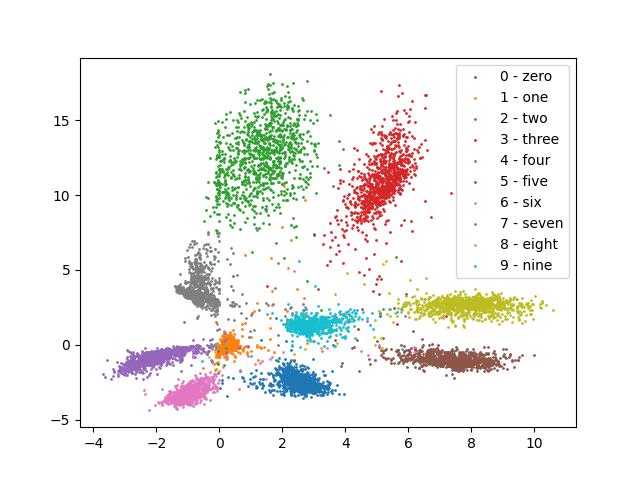 15
10
5
0
−5
−4
−2
0
2
4
6
8
10
0 - zero
1 - one
2 - two
3 - three
4 - four
5 - five
6 - six
7 - seven
8 - eight
9 - nine